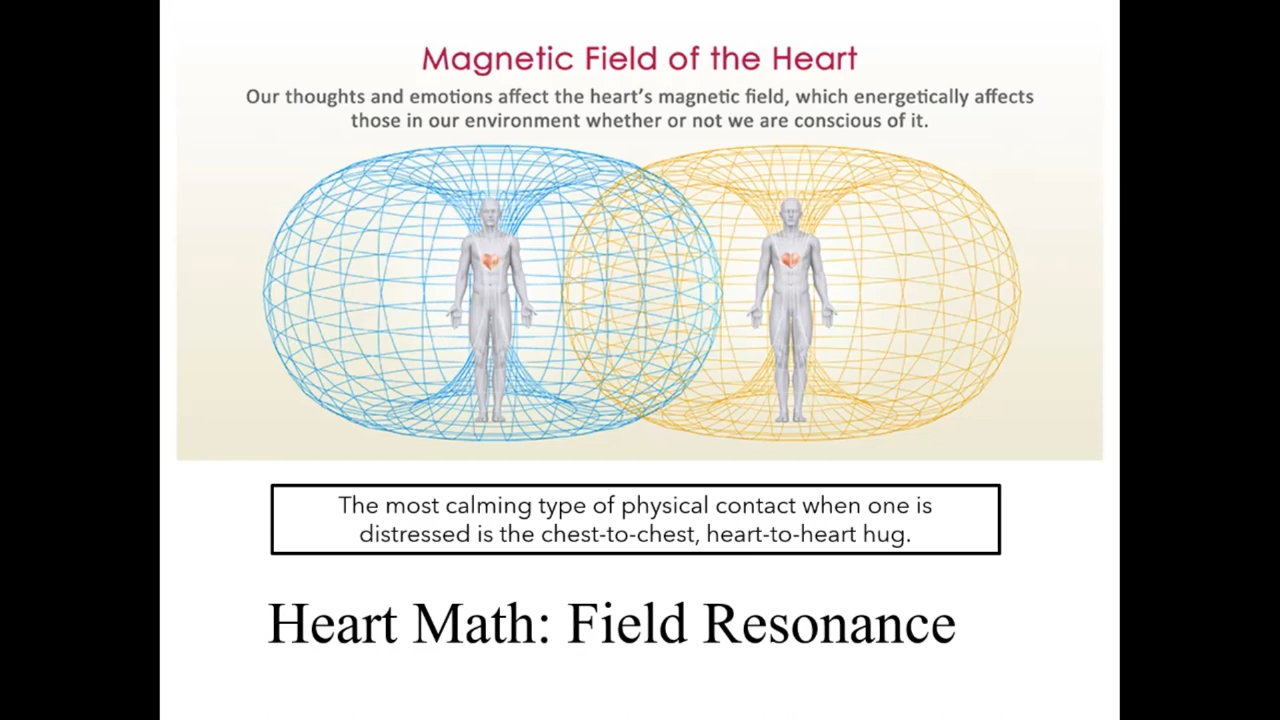 Magnetic Field of the Heart
Our thoughts and emotions affect the heart's magnetic field, which energetically affects
those in our environment whether or not we are conscious of it.
The most calming type of physical contact when one is
distressed is the chest-to-chest, heart-to-heart hug.
Heart Math: Field Resonance